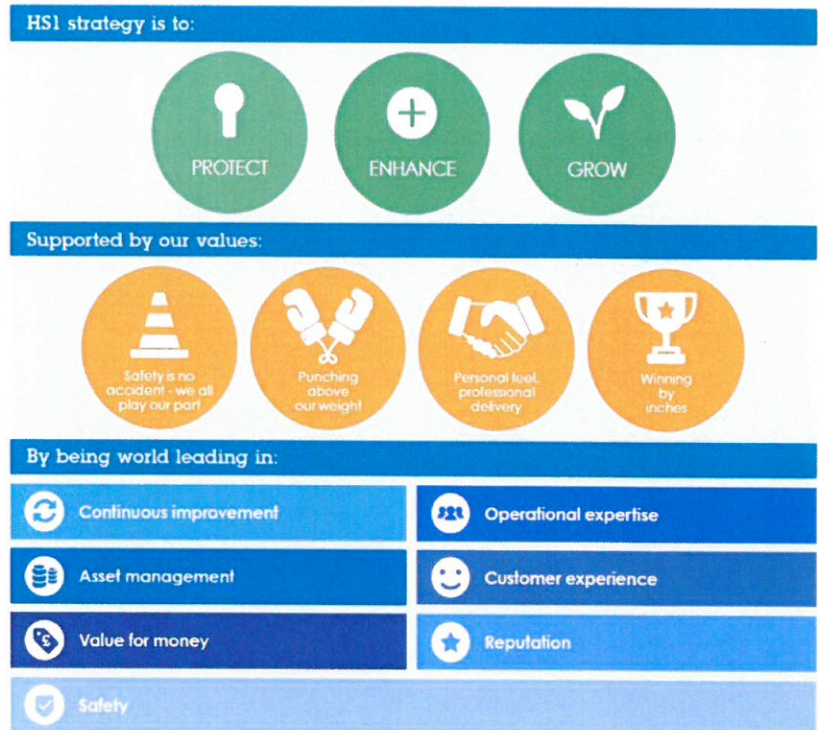 HS1 strategy is to:
PROTECT
ENHANCE
GROW
Supported by our values:
Safety is no
accident - we all
play our part
Punching
above
our weight
Personal feel,
professional
delivery
Winning
by
inches
By being world leading in:
Continuous improvement
Operational expertise
Asset management
Customer experience
Value for money
Reputation
Safety